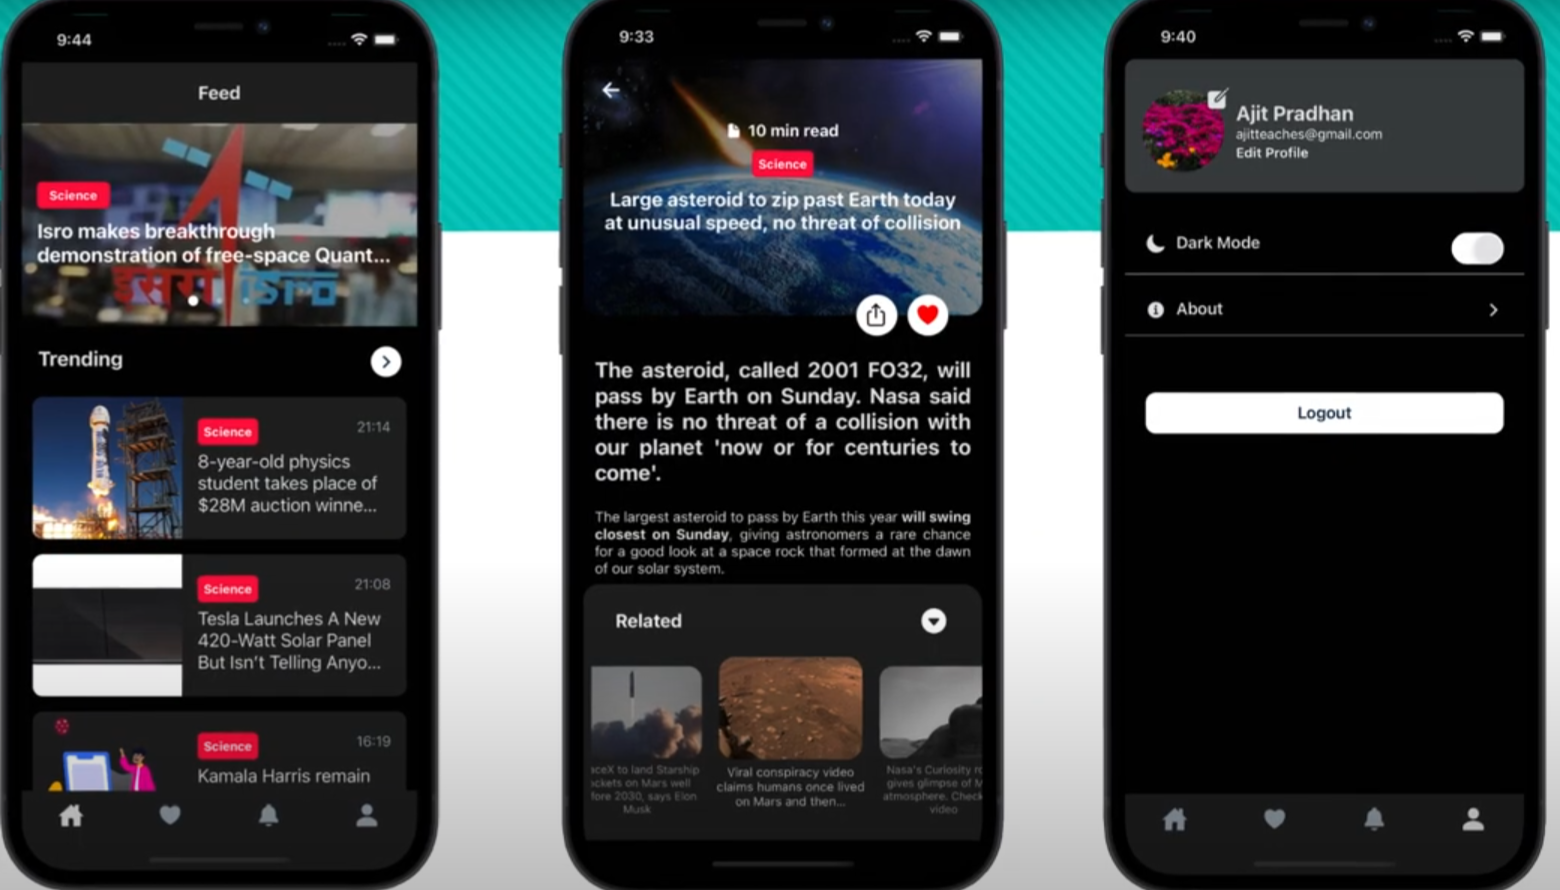 9:44
Feed
Science
Isro makes breakthrough
demonstration of free-space Quant...
इसरो isro
Trending
Science
21:14
8-year-old physics
student takes place of
$28M auction winne...
Science
21:08
Tesla Launches A New
420-Watt Solar Panel
But Isn't Telling Anyo...
Science
16:19
Kamala Harris remain
9:33
10 min read
Science
Large asteroid to zip past Earth today
at unusual speed, no threat of collision
The asteroid, called 2001 FO32, will
pass by Earth on Sunday. Nasa said
there is no threat of a collision with
our planet 'now or for centuries to
come'.
The largest asteroid to pass by Earth this year will swing
closest on Sunday, giving astronomers a rare chance
for a good look at a space rock that formed at the dawn
of our solar system.
Related
aceX to land Starship
ockets on Mars well
fore 2030, says Elon
Musk
Viral conspiracy video
claims humans once lived
on Mars and then...
Nasa's Curiosity ro
gives glimpse of M
atmosphere. Check
video
9:40
Ajit Pradhan
ajitteaches@gmail.com
Edit Profile
Dark Mode
About
Logout